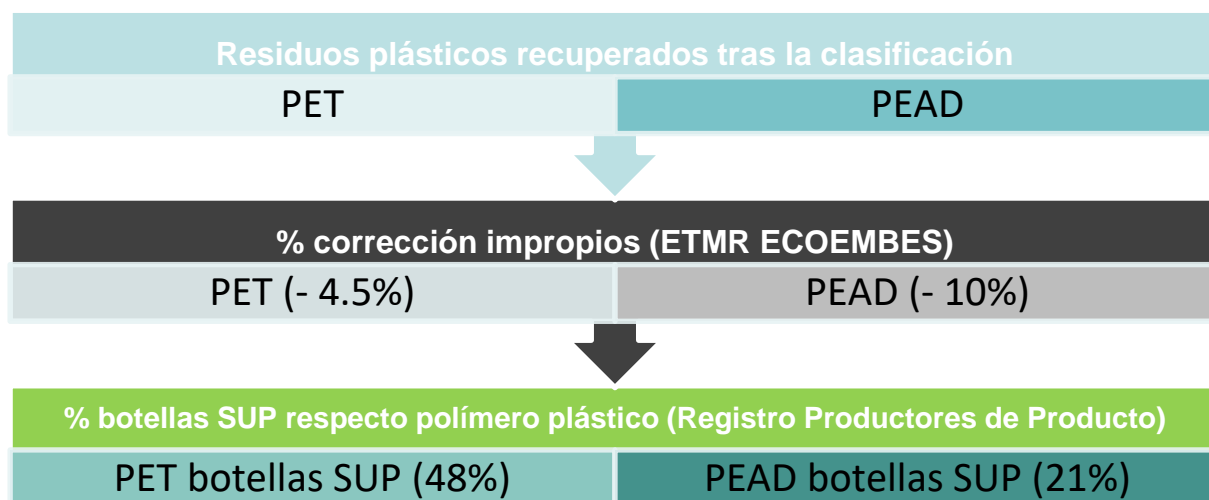 Residuos plásticos recuperados tras la clasificación
PET PEAD
% corrección impropios (ETMR ECOEMBES)
PET (- 4.5%) PEAD (- 10%)
% botellas SUP respecto polímero plástico (Registro Productores de Producto)
PET botellas SUP (48%) PEAD botellas SUP (21%)